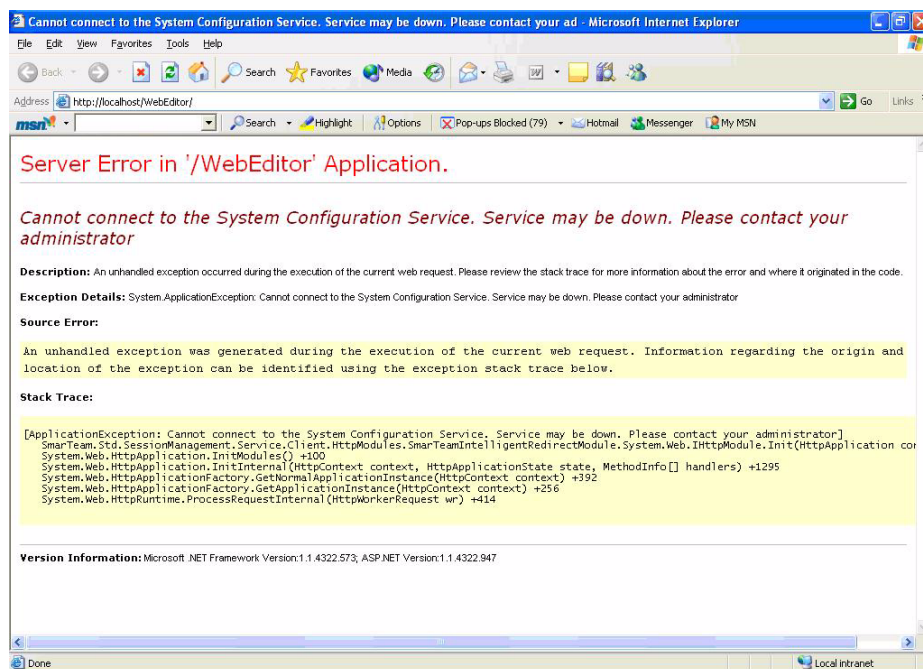 Cannot connect to the System Configuration Service. Service may be down. Please contact your ad - Microsoft Internet Explorer
File Edit View Favorites Tools Help
Back Search Favorites Media
Address http://localhost/WebEditor/ Go Links
msn Search Highlight Options Pop-ups Blocked (79) Hotmail Messenger My MSN
Server Error in '/WebEditor' Application.
Cannot connect to the System Configuration Service. Service may be down. Please contact your
administrator
Description: An unhandled exception occurred during the execution of the current web request. Please review the stack trace for more information about the error and where it originated in the code.
Exception Details: System.ApplicationException: Cannot connect to the System Configuration Service. Service may be down. Please contact your administrator
Source Error:
An unhandled exception was generated during the execution of the current web request. Information regarding the origin and
location of the exception can be identified using the exception stack trace below.
Stack Trace:
[ApplicationException: Cannot connect to the System Configuration Service. Service may be down. Please contact your administrator]
SmarTeam.Std.SessionManagement.Service.Client.HttpModules.SmarTeamIntelligentRedirectModule.System.Web.IHttpModule.Init(HttpApplication con
System.Web.HttpApplication.InitModules() +100
System.Web.HttpApplication.InitInternal(HttpContext context, HttpApplicationState state, MethodInfo[] handlers) +1295
System.Web.HttpApplicationFactory.GetNormalApplicationInstance(HttpContext context) +392
System.Web.HttpApplicationFactory.GetApplicationInstance(HttpContext context) +256
System.Web.HttpRuntime.ProcessRequestInternal(HttpWorkerRequest wr) +414
Version Information: Microsoft .NET Framework Version:1.1.4322.573; ASP.NET Version:1.1.4322.947
Done Local intranet